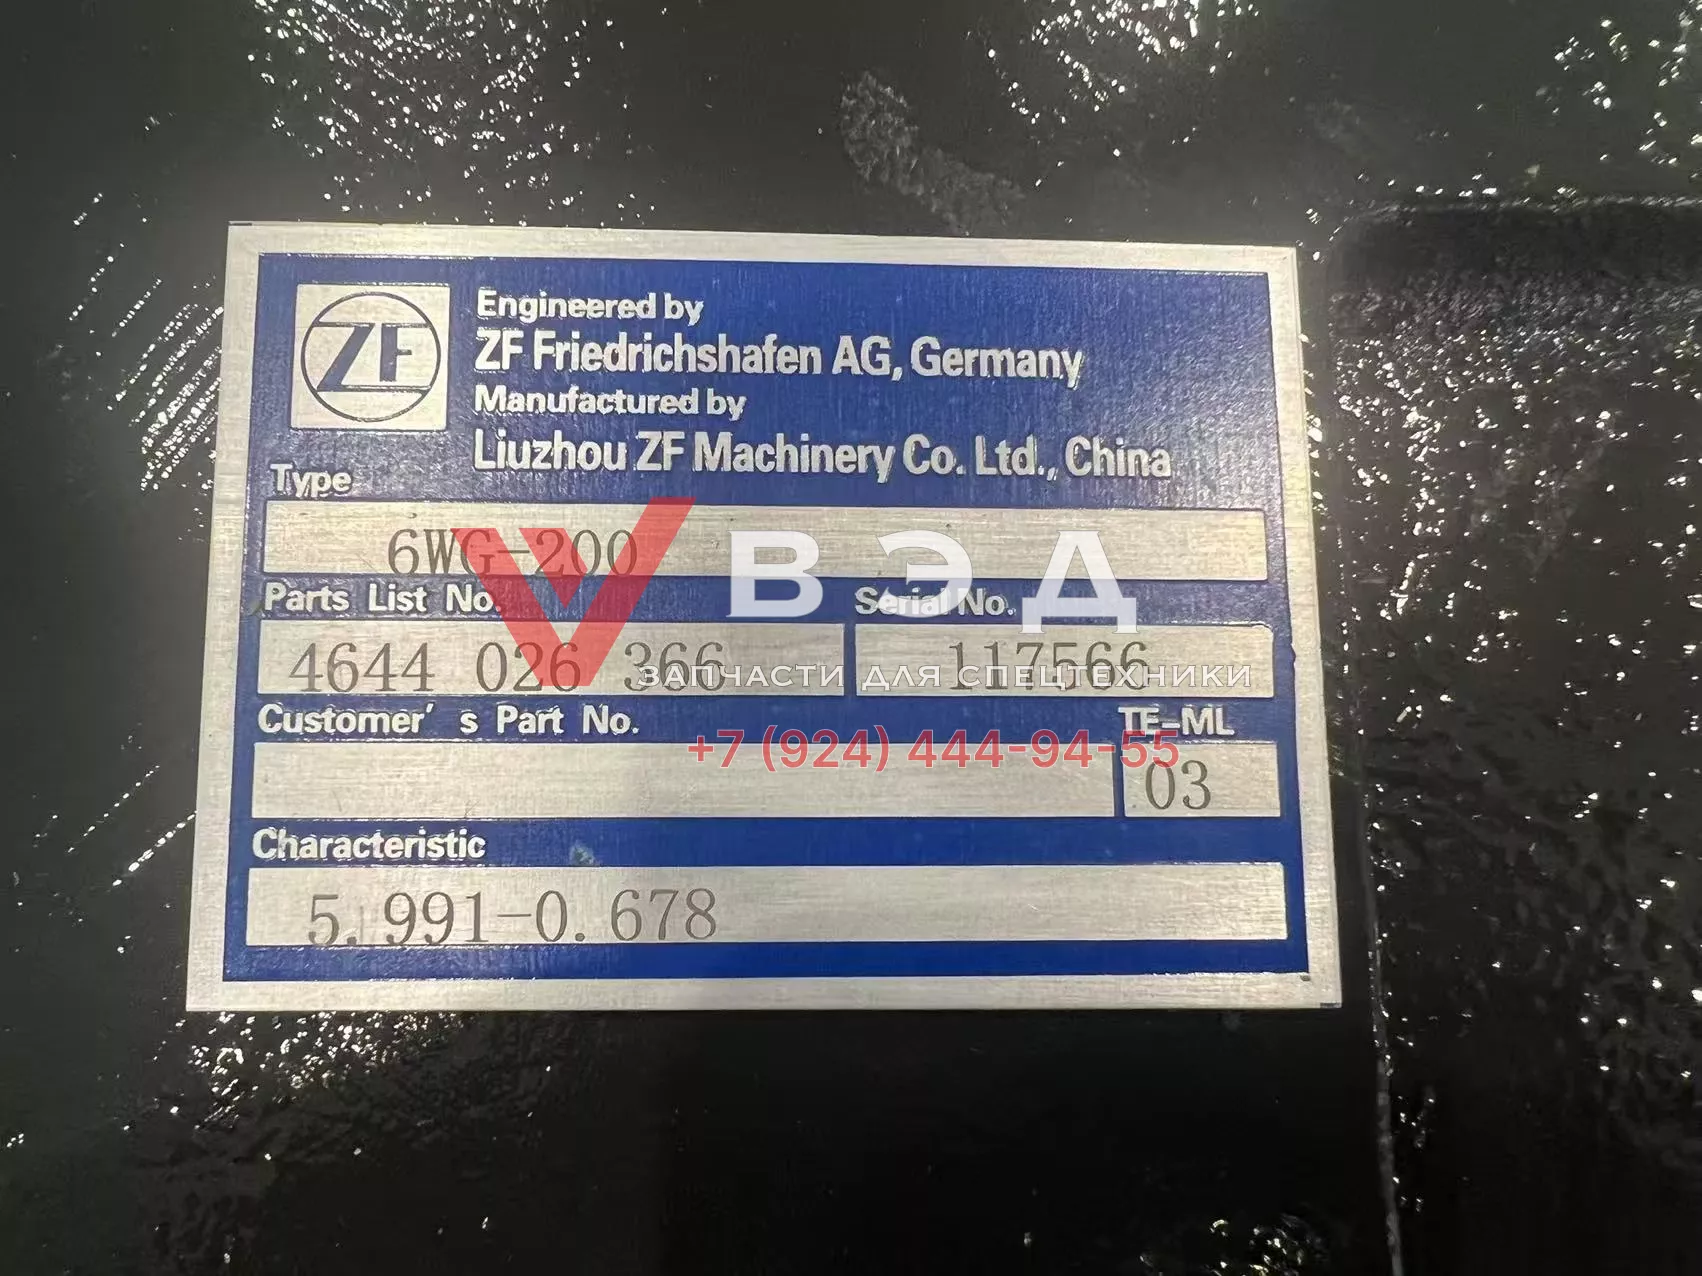 ZF
Engineered by
ZF Friedrichshafen AG, Germany
Manufactured by
Liuzhou ZF Machinery Co. Ltd., China
Type
6WG-200
ВЭД
Parts List No.
Serial No.
4644 026 366
117566
ЗАПЧАСТИ ДЛЯ СПЕЦТЕХНИКИ
Customer's Part No.
TE-ML
+7 (924) 444-94-55
03
Characteristic
5.991-0.678